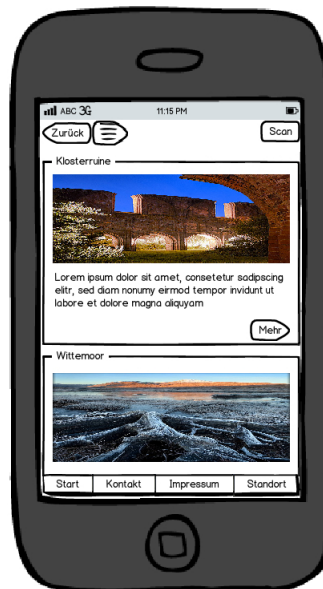 ABC 3G 11:15 PM
Zurück Scan
Klosterruine
Lorem ipsum dolor sit amet, consetetur sadipscing
elitr, sed diam nonumy eirmod tempor invidunt ut
labore et dolore magna aliquyam
Mehr
Wittemoor
Start Kontakt Impressum Standort